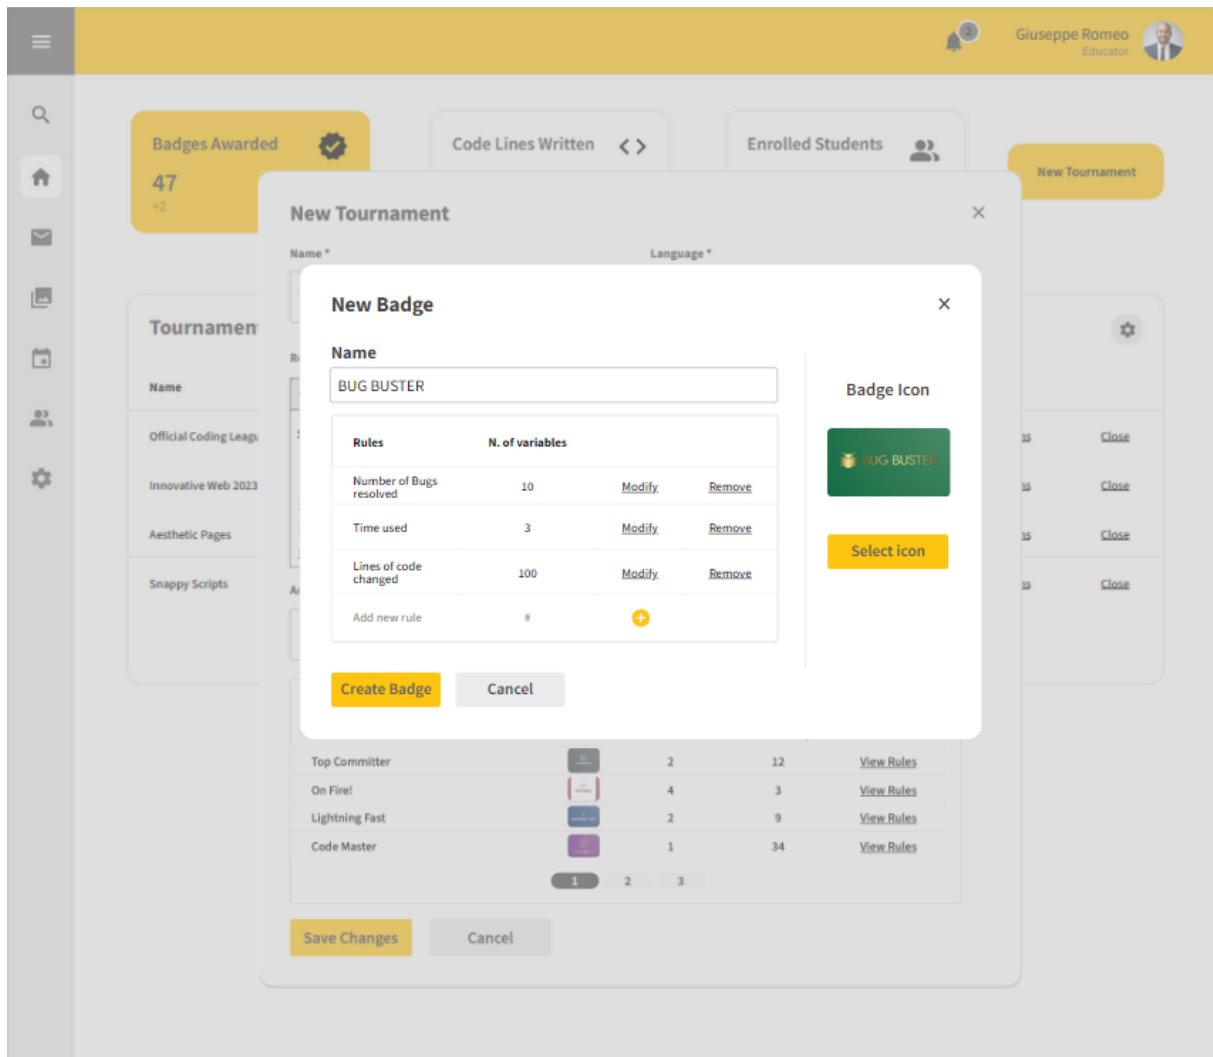 2
Giuseppe Romeo
Educator
Badges Awarded
47
+2
Code Lines Written
Enrolled Students
New Tournament
New Tournament
Name *
Language *
New Badge
Name
BUG BUSTER
Rules
N. of variables
Number of Bugs
resolved
10
Modify
Remove
Time used
3
Modify
Remove
Lines of code
changed
100
Modify
Remove
Add new rule
#
Badge Icon
BUG BUSTER
Select icon
Create Badge
Cancel
Name
Official Coding
Close
Innovative Web 2023
Close
Aesthetic Pages
Close
Snappy Scripts
Close
Top Committer
2
12
View Rules
On Fire!
4
3
View Rules
Lightning Fast
2
9
View Rules
Code Master
1
34
View Rules
1
2
3
Save Changes
Cancel